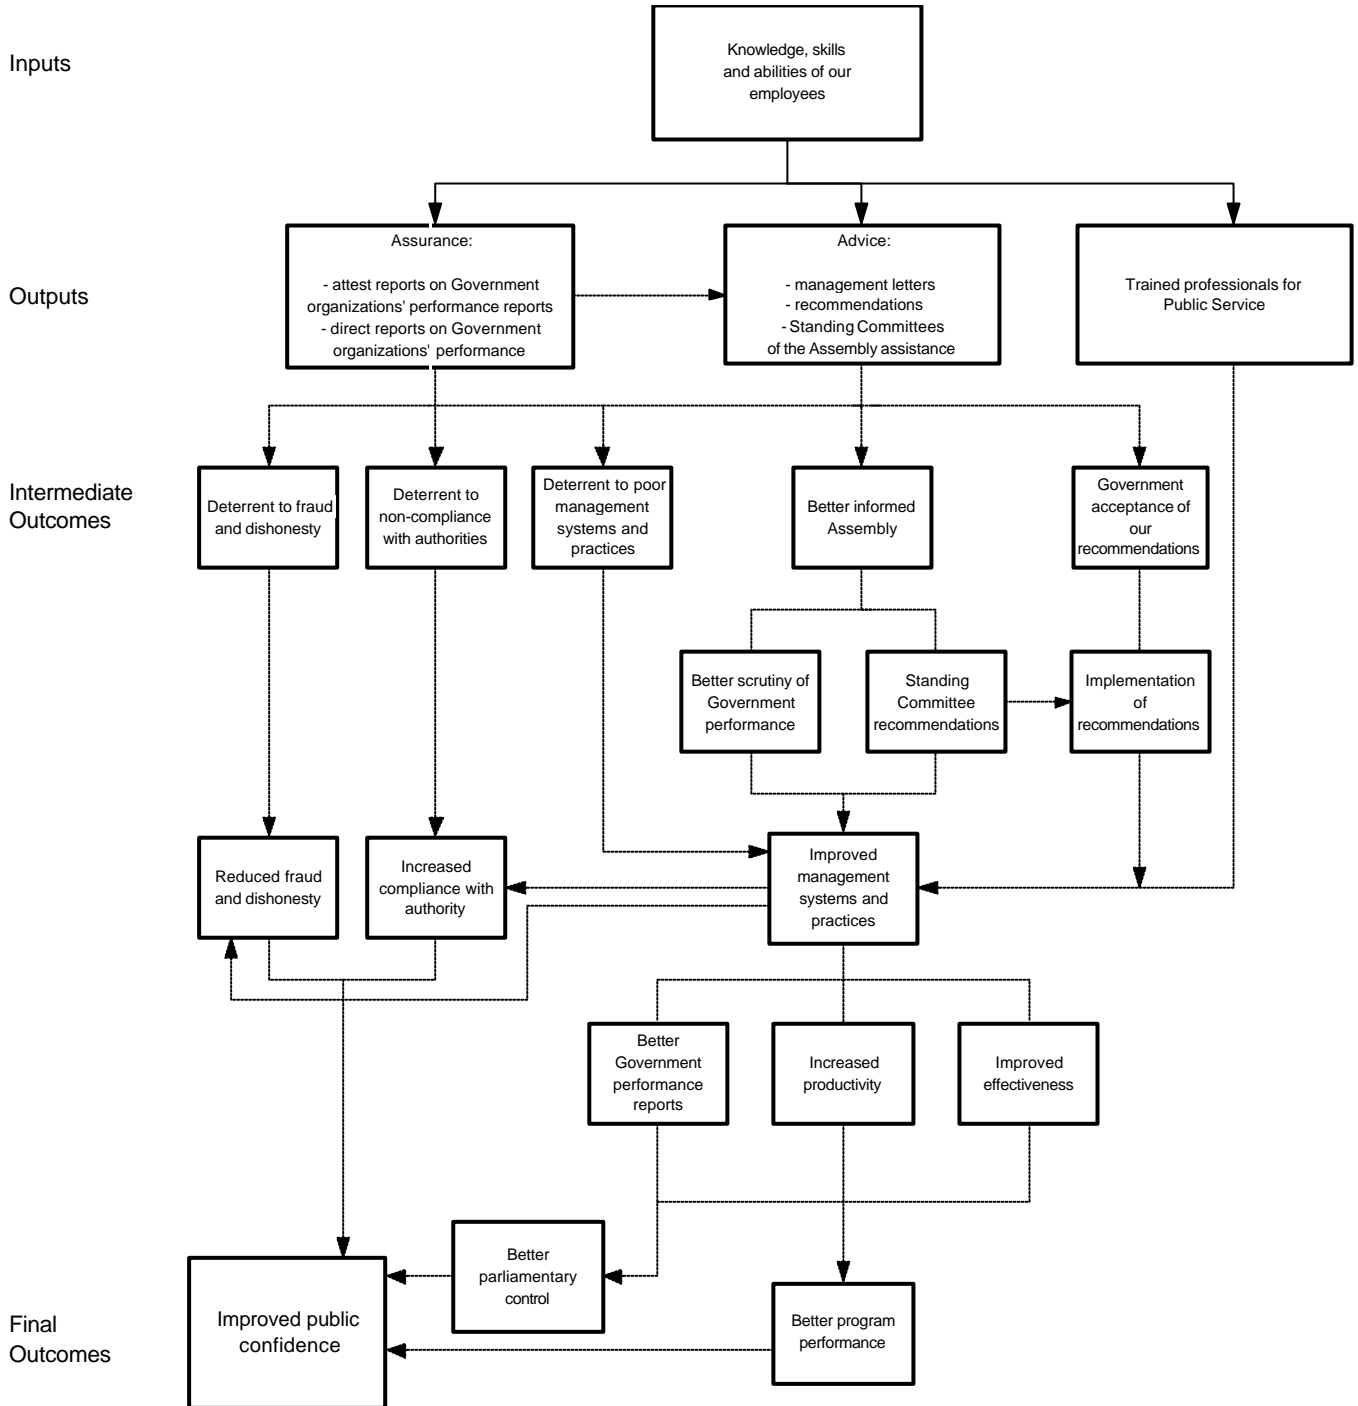 Inputs
Knowledge, skills
and abilities of our
employees
Outputs
Assurance:
- attest reports on Government
organizations' performance reports
- direct reports on Government
organizations' performance
Advice:
- management letters
- recommendations
- Standing Committees
of the Assembly assistance
Trained professionals for
Public Service
Intermediate
Outcomes
Deterrent to fraud
and dishonesty
Deterrent to
non-compliance
with authorities
Deterrent to poor
management
systems and
practices
Better informed
Assembly
Government
acceptance of
our
recommendations
Better scrutiny of
Government
performance
Standing
Committee
recommendations
Implementation
of
recommendations
Reduced fraud
and dishonesty
Increased
compliance with
authority
Improved
management
systems and
practices
Better
Government
performance
reports
Increased
productivity
Improved
effectiveness
Final
Outcomes
Improved public
confidence
Better
parliamentary
control
Better program
performance